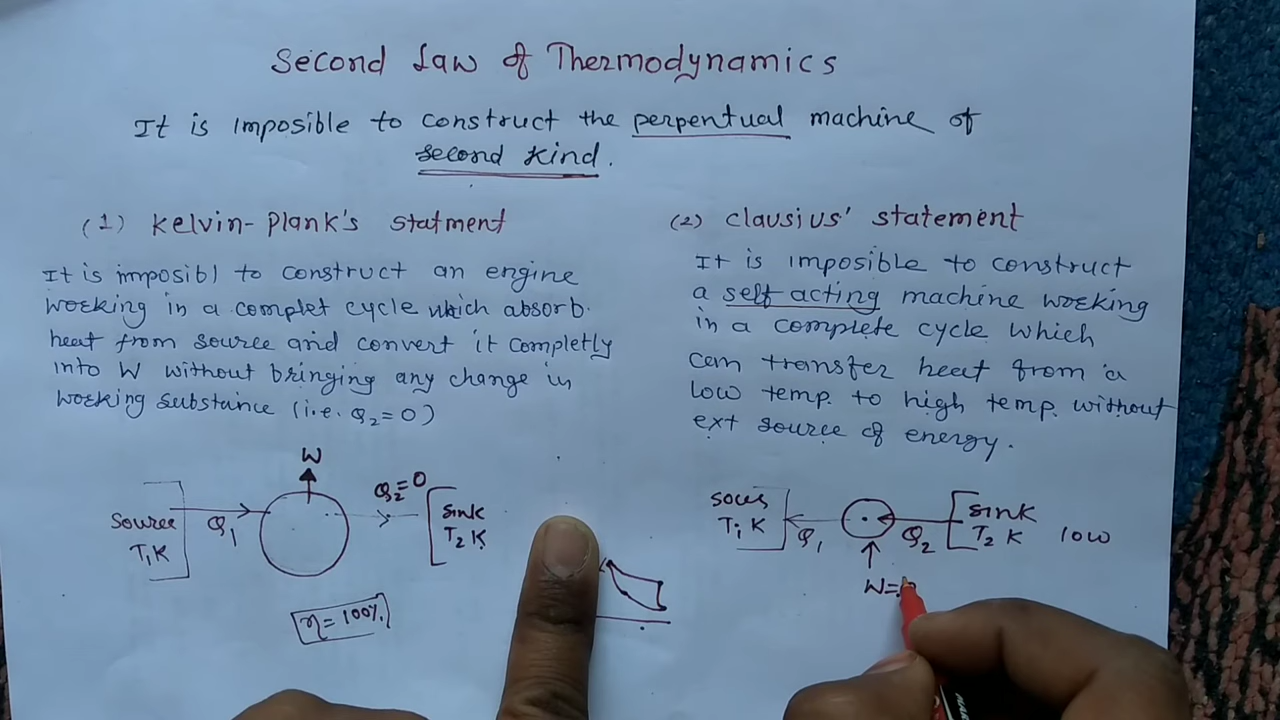 Second Law of Thermodynamics
It is imposible to construct the perpentual machine of
second kind.
(1) Kelvin-Plank's statment
It is imposibl to construct an engine
working in a complet cycle which absorb.
heat from source and convert it completly
into W without bringing any change in
working substance (i.e. Q2=0)
W
Source
T1K
Q1
Q2=0
Sink
T2 K
η=100%
(2) Clausius' statement
It is imposible to construct
a self acting machine working
in a complete cycle which
can transfer heat from a
low temp. to high temp. without
ext source of energy.
T1 K
Q1
Q2
Sink
T2 K
low
W=